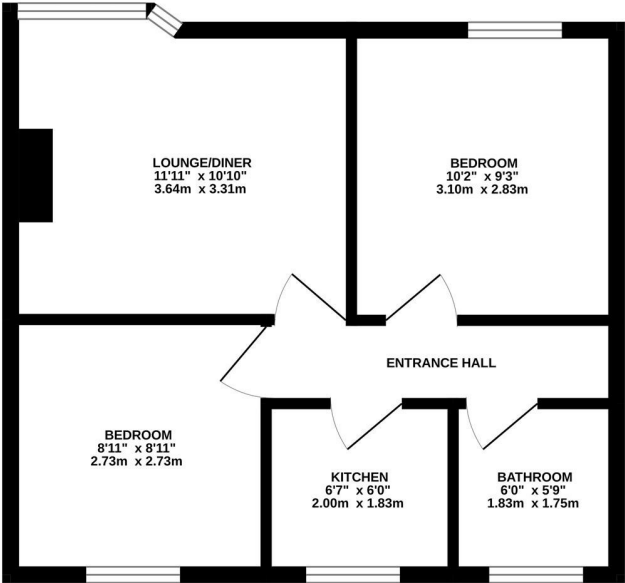 LOUNGE/DINER
11'11" x 10'10"
3.64m x 3.31m
BEDROOM
10'2" x 9'3"
3.10m x 2.83m
ENTRANCE HALL
BEDROOM
8'11" x 8'11"
2.73m x 2.73m
KITCHEN
6'7" x 6'0"
2.00m x 1.83m
BATHROOM
6'0" x 5'9"
1.83m x 1.75m